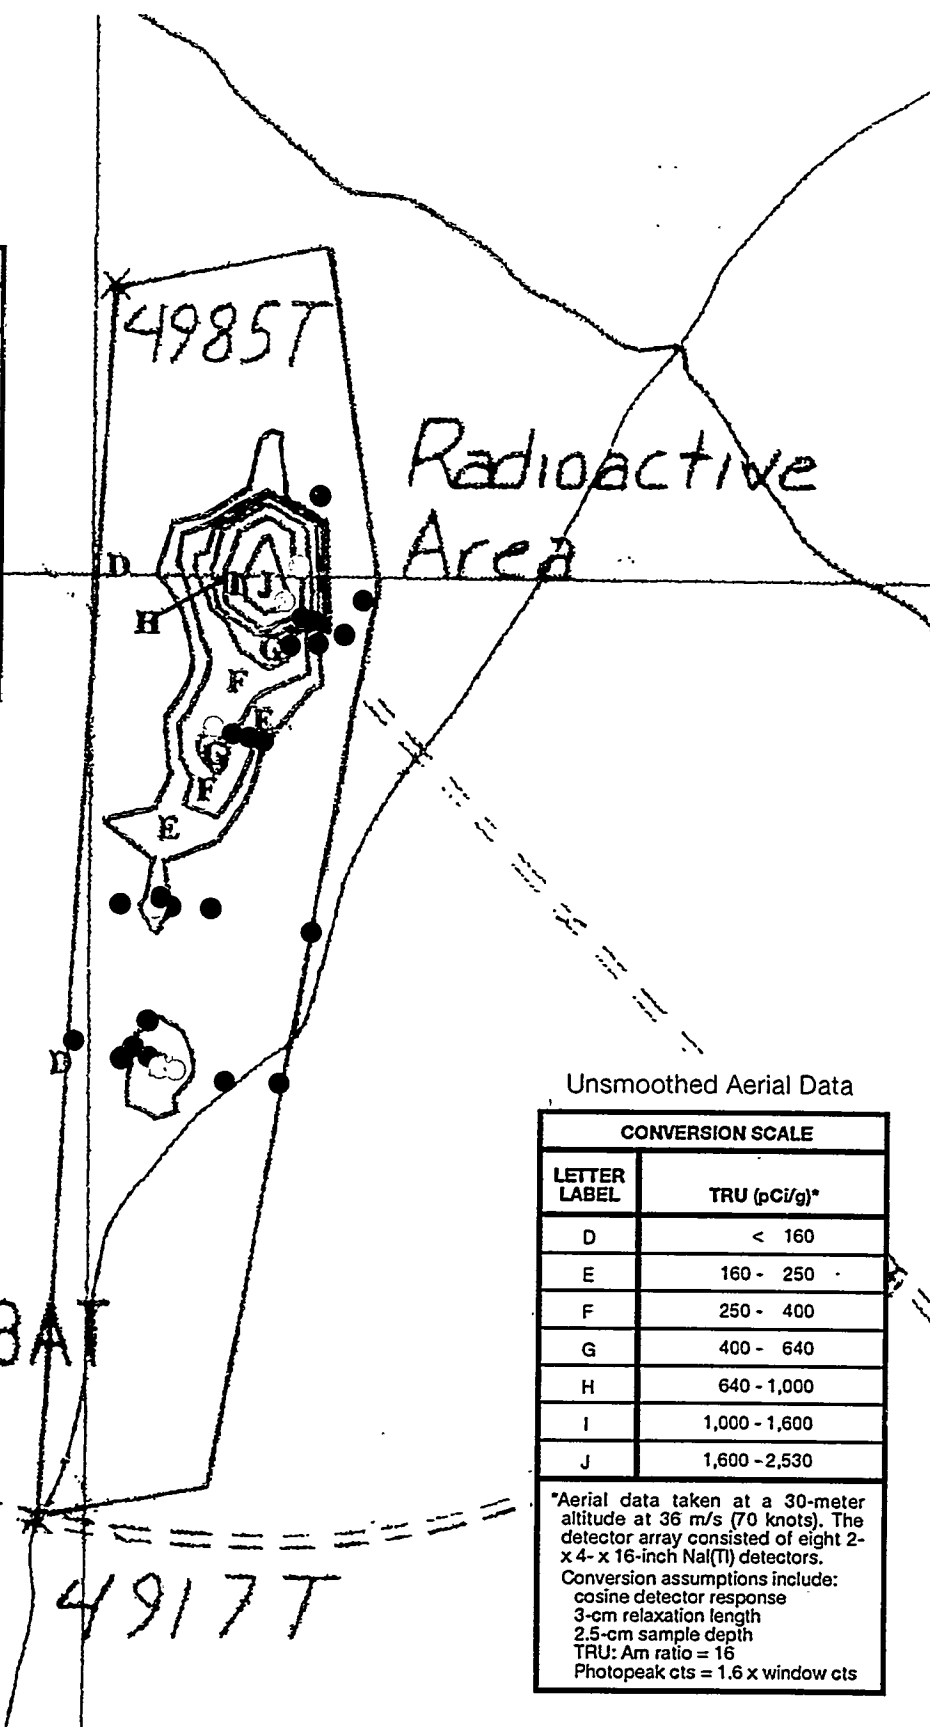 4985T
Radioactive
Area
D
I J
H
G
F
E
G
F
E
D
Unsmoothed Aerial Data
CONVERSION SCALE
LETTER LABEL TRU (pCi/g)*
D < 160
E 160 - 250
F 250 - 400
G 400 - 640
H 640 - 1,000
I 1,000 - 1,600
J 1,600 - 2,530
*Aerial data taken at a 30-meter
altitude at 36 m/s (70 knots). The
detector array consisted of eight 2-
x 4- x 16-inch NaI(Tl) detectors.
Conversion assumptions include:
cosine detector response
3-cm relaxation length
2.5-cm sample depth
TRU: Am ratio = 16
Photopeak cts = 1.6 x window cts
BAT
4917T